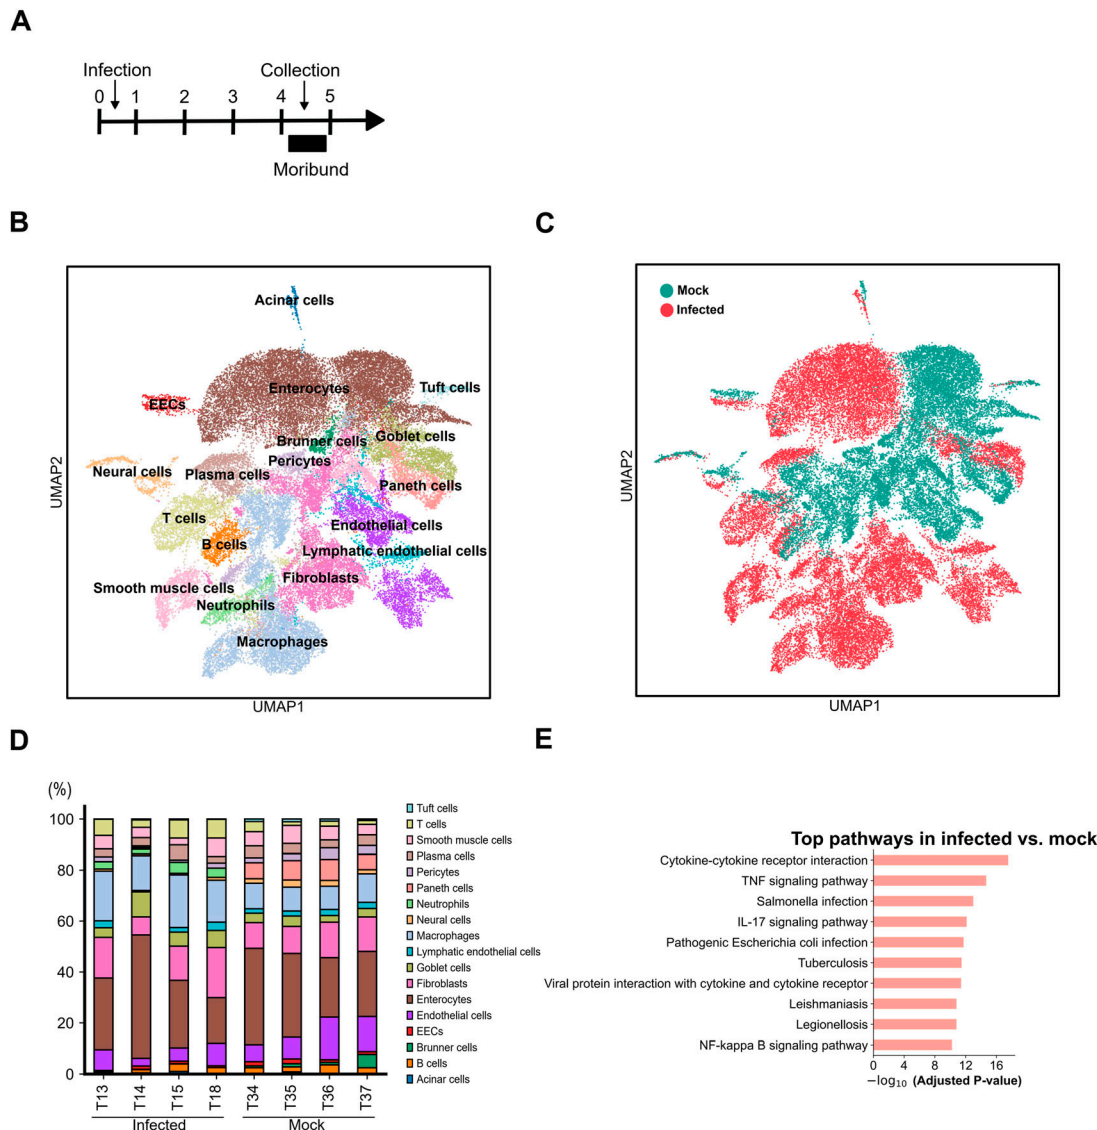 A
Infection
Collection
0 1 2 3 4 5
Moribund
B
Acinar cells
Enterocytes
Tuft cells
EECs
Brunner cells
Goblet cells
Neural cells
Plasma cells
Pericytes
Paneth cells
T cells
Endothelial cells
B cells
Lymphatic endothelial cells
Smooth muscle cells
Fibroblasts
Neutrophils
Macrophages
UMAP2
UMAP1
C
Mock
Infected
UMAP2
UMAP1
D
(%)
100
80
60
40
20
0
T13 T14 T15 T18 T34 T35 T36 T37
Infected Mock
Tuft cells
T cells
Smooth muscle cells
Plasma cells
Pericytes
Paneth cells
Neutrophils
Neural cells
Macrophages
Lymphatic endothelial cells
Goblet cells
Fibroblasts
Enterocytes
Endothelial cells
EECs
Brunner cells
B cells
Acinar cells
E
Top pathways in infected vs. mock
Cytokine-cytokine receptor interaction
TNF signaling pathway
Salmonella infection
IL-17 signaling pathway
Pathogenic Escherichia coli infection
Tuberculosis
Viral protein interaction with cytokine and cytokine receptor
Leishmaniasis
Legionellosis
NF-kappa B signaling pathway
0 4 8 12 16
−log₁₀ (Adjusted P-value)